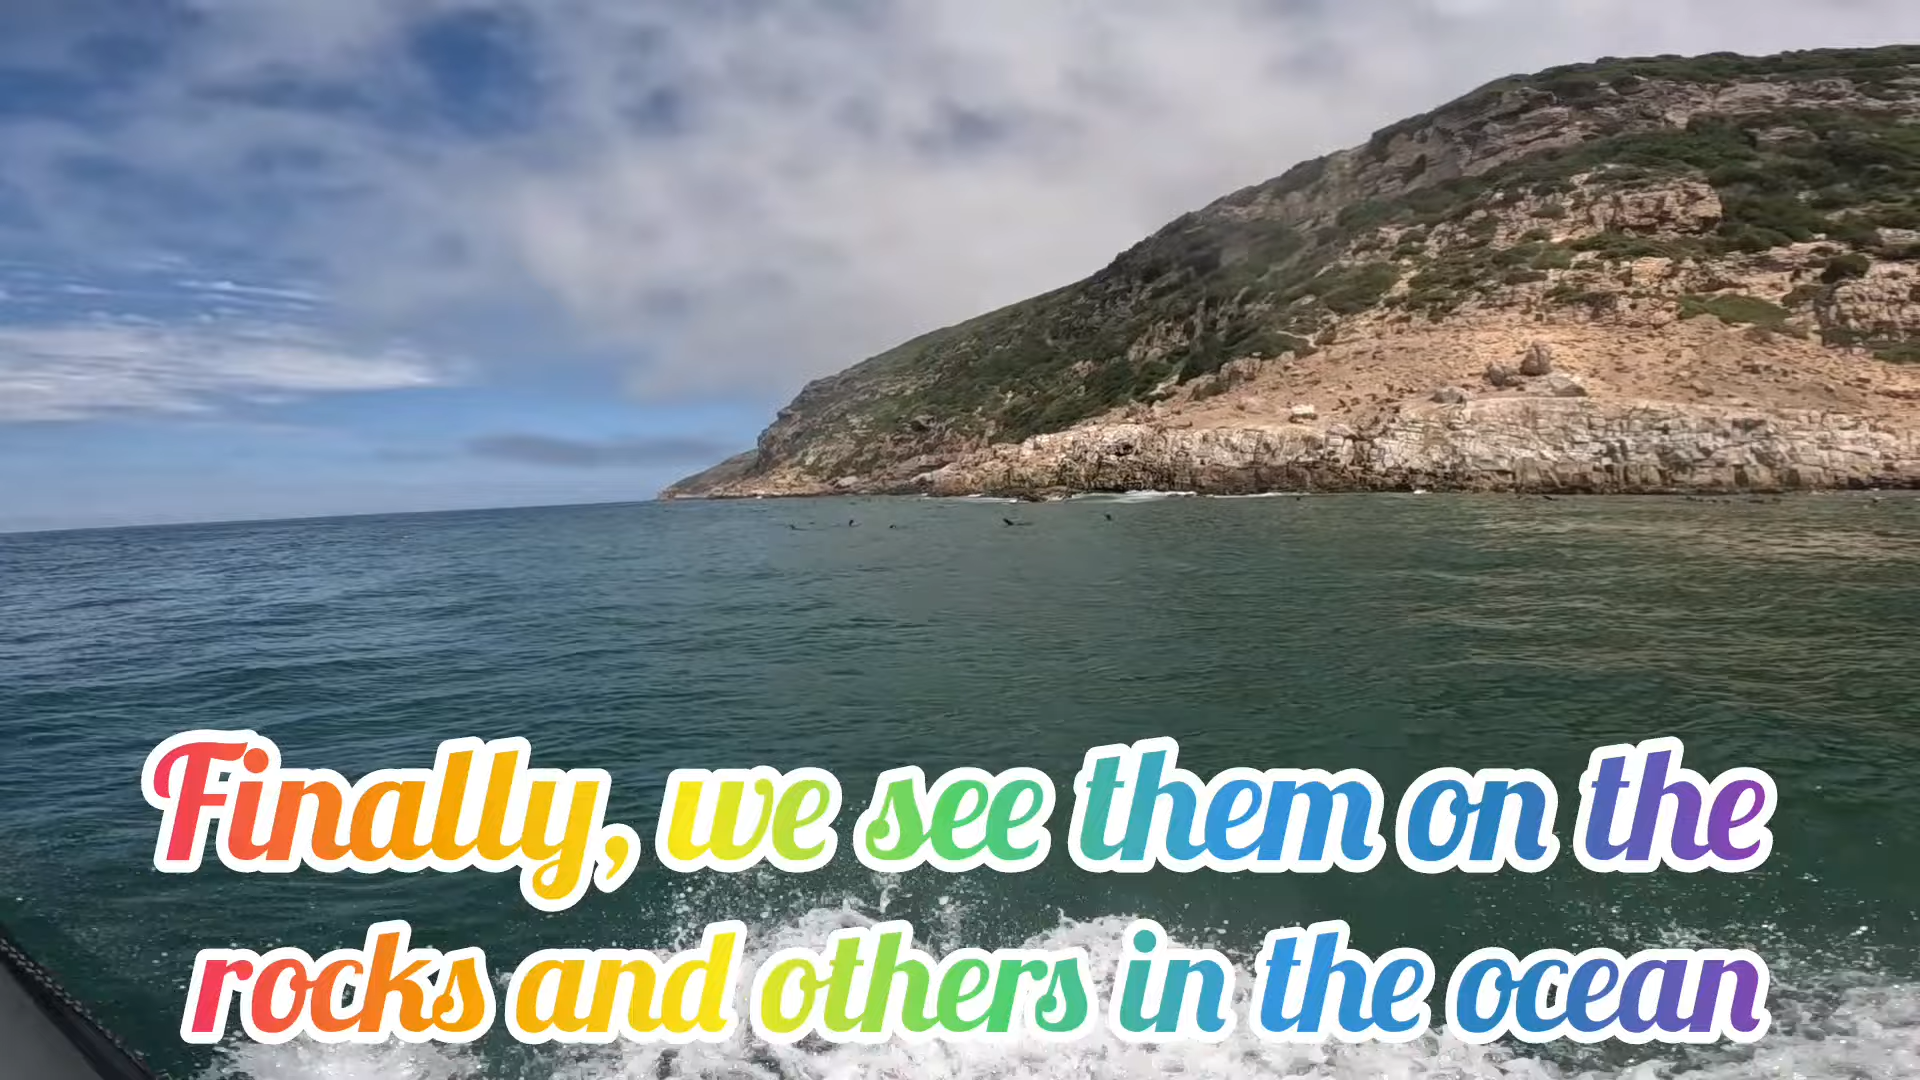 Finally, we see them on the
rocks and others in the ocean